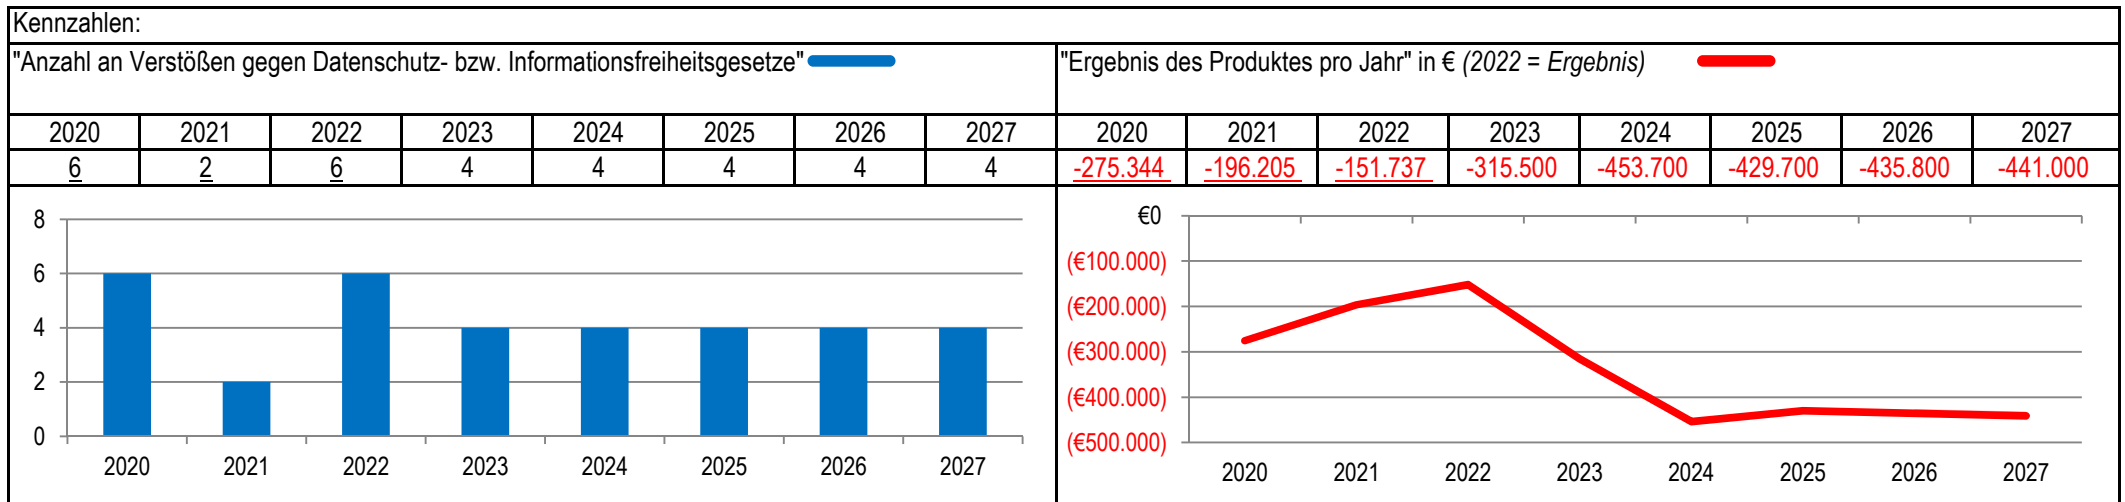 Kennzahlen:
"Anzahl an Verstößen gegen Datenschutz- bzw. Informationsfreiheitsgesetze"
"Ergebnis des Produktes pro Jahr" in € (2022 = Ergebnis)
2020 2021 2022 2023 2024 2025 2026 2027
6 2 6 4 4 4 4 4
2020 2021 2022 2023 2024 2025 2026 2027
-275.344 -196.205 -151.737 -315.500 -453.700 -429.700 -435.800 -441.000
8
6
4
2
0
2020 2021 2022 2023 2024 2025 2026 2027
€0
(€100.000)
(€200.000)
(€300.000)
(€400.000)
(€500.000)
2020 2021 2022 2023 2024 2025 2026 2027